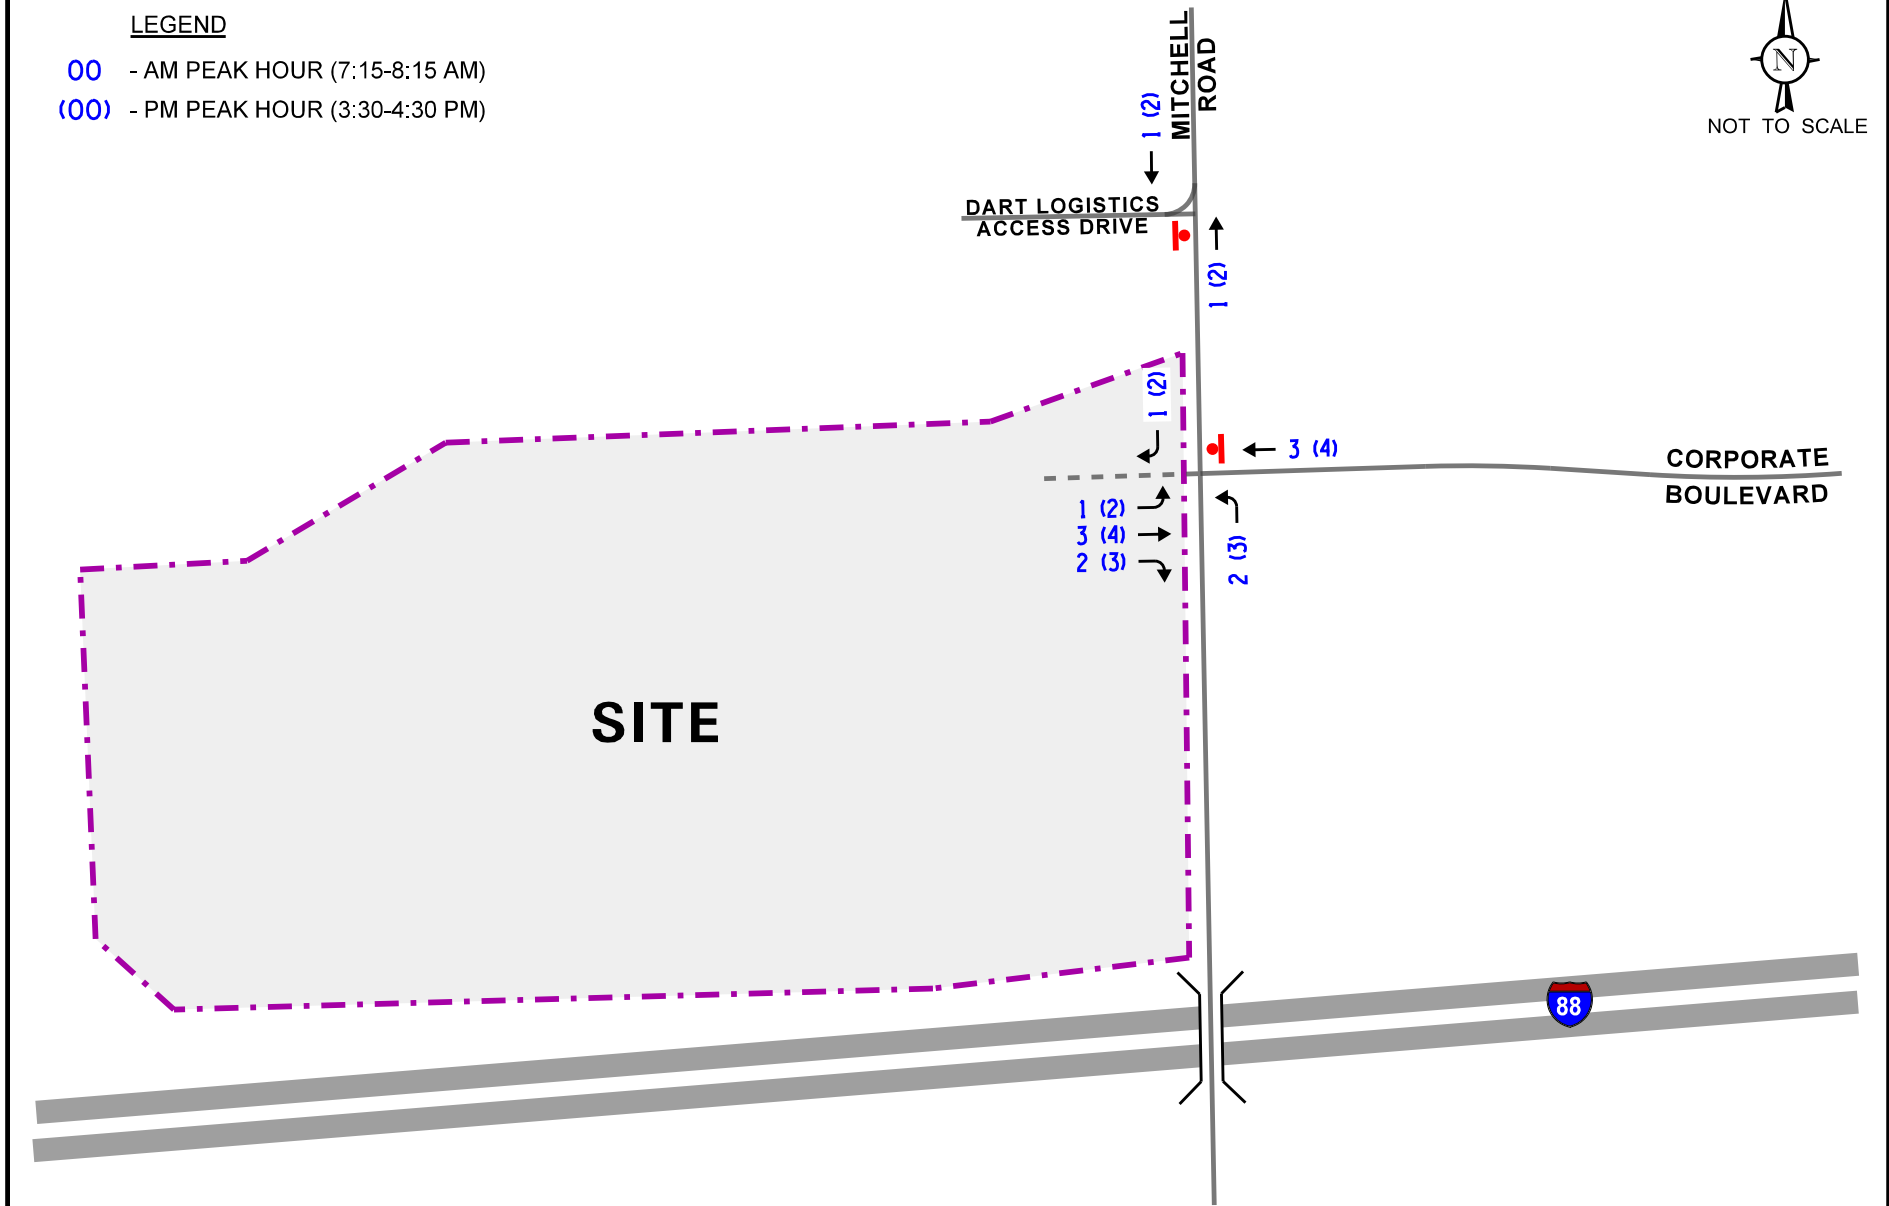 LEGEND
00 - AM PEAK HOUR (7:15-8:15 AM)
(00) - PM PEAK HOUR (3:30-4:30 PM)
MITCHELL
ROAD
N
NOT TO SCALE
1 (2)
DART LOGISTICS
ACCESS DRIVE
1 (2)
1 (2)
3 (4)
CORPORATE
BOULEVARD
1 (2)
3 (4)
2 (3)
2 (3)
SITE
88